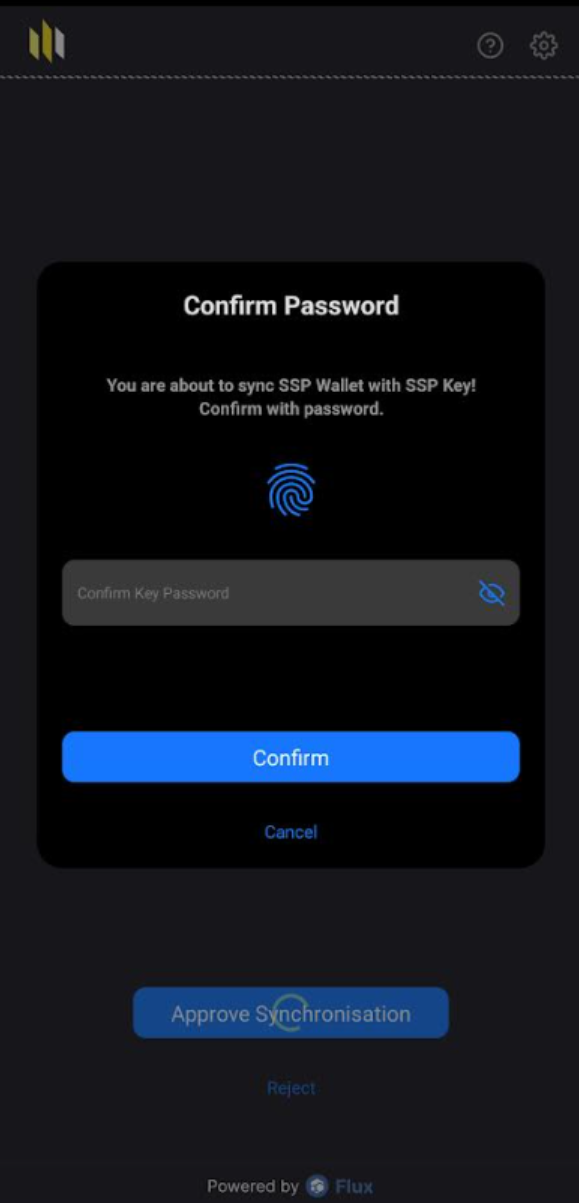 Confirm Password
You are about to sync SSP Wallet with SSP Key!
Confirm with password.
Confirm Key Password
Confirm
Cancel
Approve Synchronisation
Reject
Powered by Flux